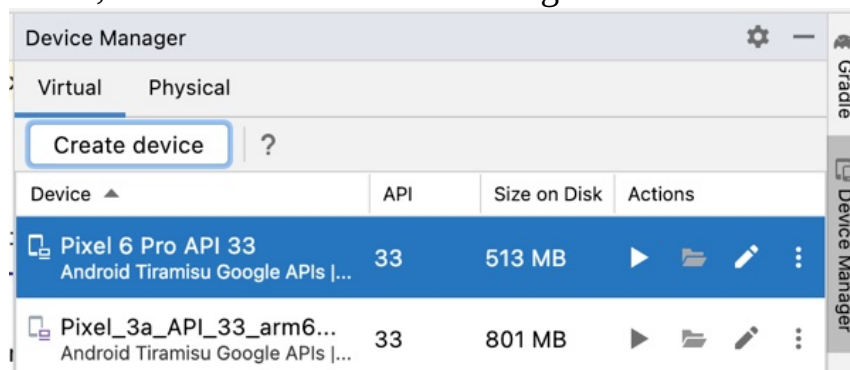 Device Manager
Gradle
Virtual Physical
Create device ?
Device API Size on Disk Actions
Device Manager
Pixel 6 Pro API 33 33 513 MB
Android Tiramisu Google APIs |...
Pixel_3a_API_33_arm6... 33 801 MB
Android Tiramisu Google APIs |...